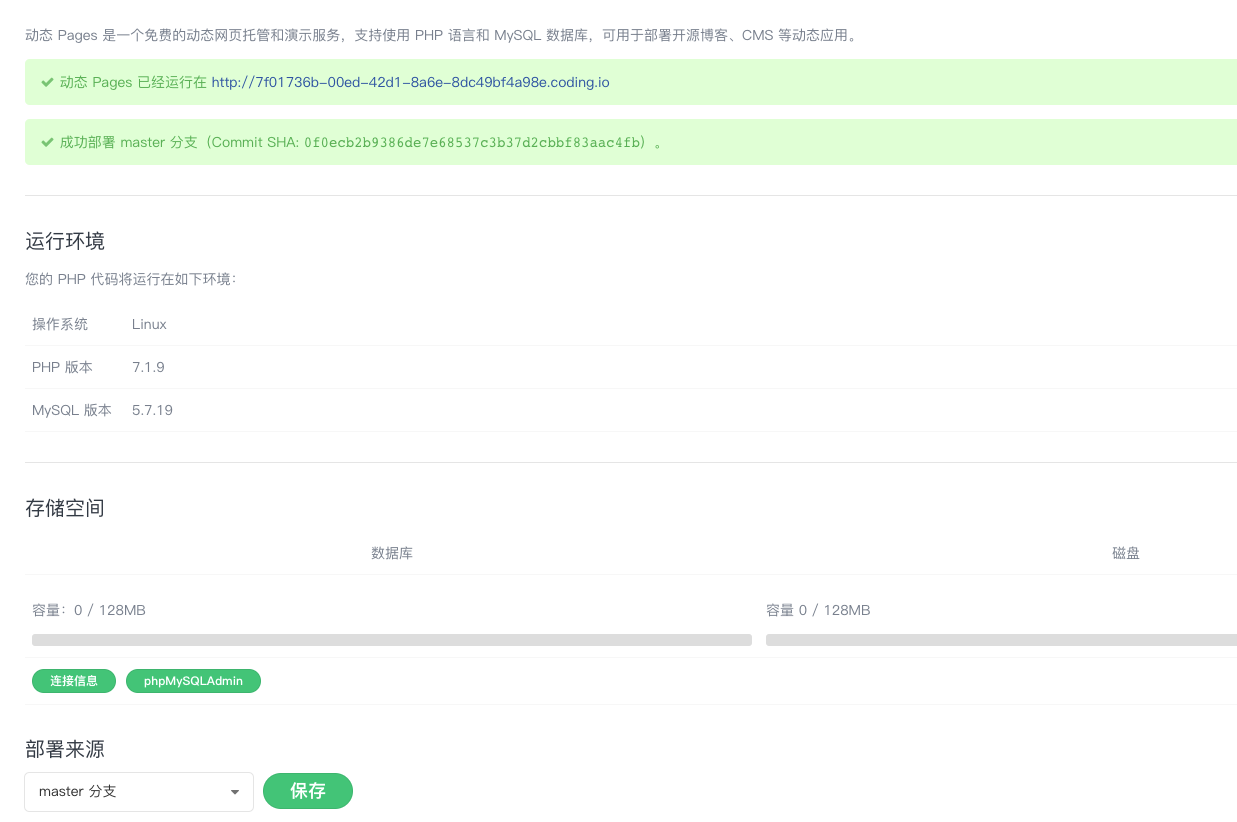 动态 Pages 是一个免费的动态网页托管和演示服务，支持使用 PHP 语言和 MySQL 数据库，可用于部署开源博客、CMS 等动态应用。
动态 Pages 已经运行在 http://7f01736b-00ed-42d1-8a6e-8dc49bf4a98e.coding.io
成功部署 master 分支（Commit SHA: 0f0ecb2b9386de7e68537c3b37d2cbbf83aac4fb）。
运行环境
您的 PHP 代码将运行在如下环境：
操作系统 Linux
PHP 版本 7.1.9
MySQL 版本 5.7.19
存储空间
数据库 磁盘
容量：0 / 128MB 容量 0 / 128MB
连接信息 phpMySQLAdmin
部署来源
master 分支 保存